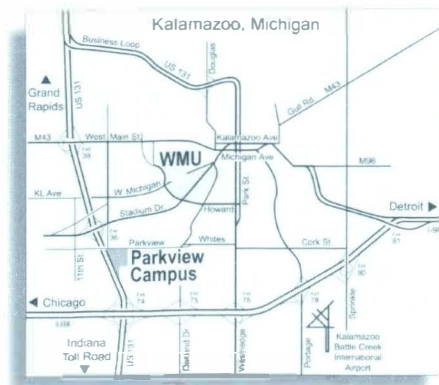 Kalamazoo, Michigan
Business Loop
US 131
Douglas
M43
Gull Rd.
Grand
Rapids
US 131
M43
West Main St.
Kalamazoo Ave
Michigan Ave
WMU
M96
KL Ave
W. Michigan
Park St.
Stadium Dr.
Howard
Detroit
11th St.
Parkview
Whites
Cork St.
Parkview
Campus
Chicago
Indiana
Toll Road
US 131
Oakland Dr
Westnedge
Portage
Sprinkle
Kalamazoo
Battle Creek
International
Airport